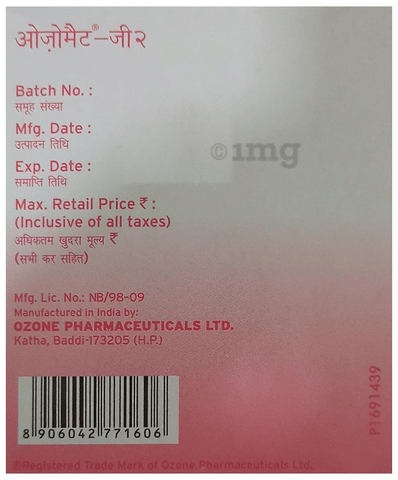 ओज़ोमैट®-जी२
Batch No. :
समूह संख्या
Mfg. Date :
उत्पादन तिथि
©1mg
Exp. Date :
समाप्ति तिथि
Max. Retail Price ₹ :
(Inclusive of all taxes)
अधिकतम खुदरा मूल्य ₹
(सभी कर सहित)
Mfg. Lic. No.: NB/98-09
Manufactured in India by:
OZONE PHARMACEUTICALS LTD.
Katha, Baddi-173205 (H.P.)
P1691439
8 906042 771606
®Registered Trade Mark of Ozone Pharmaceuticals Ltd.